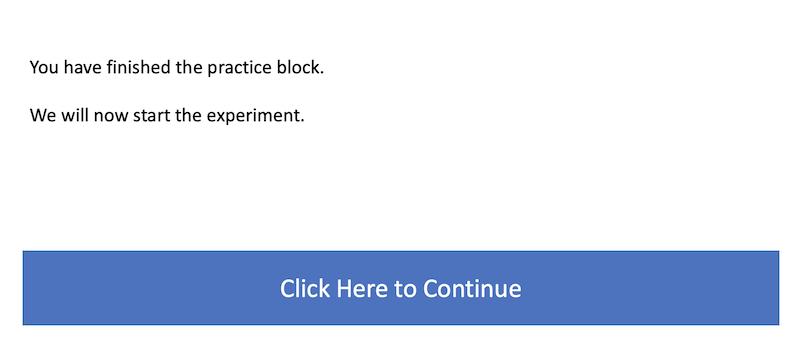 You have finished the practice block.
We will now start the experiment.
Click Here to Continue